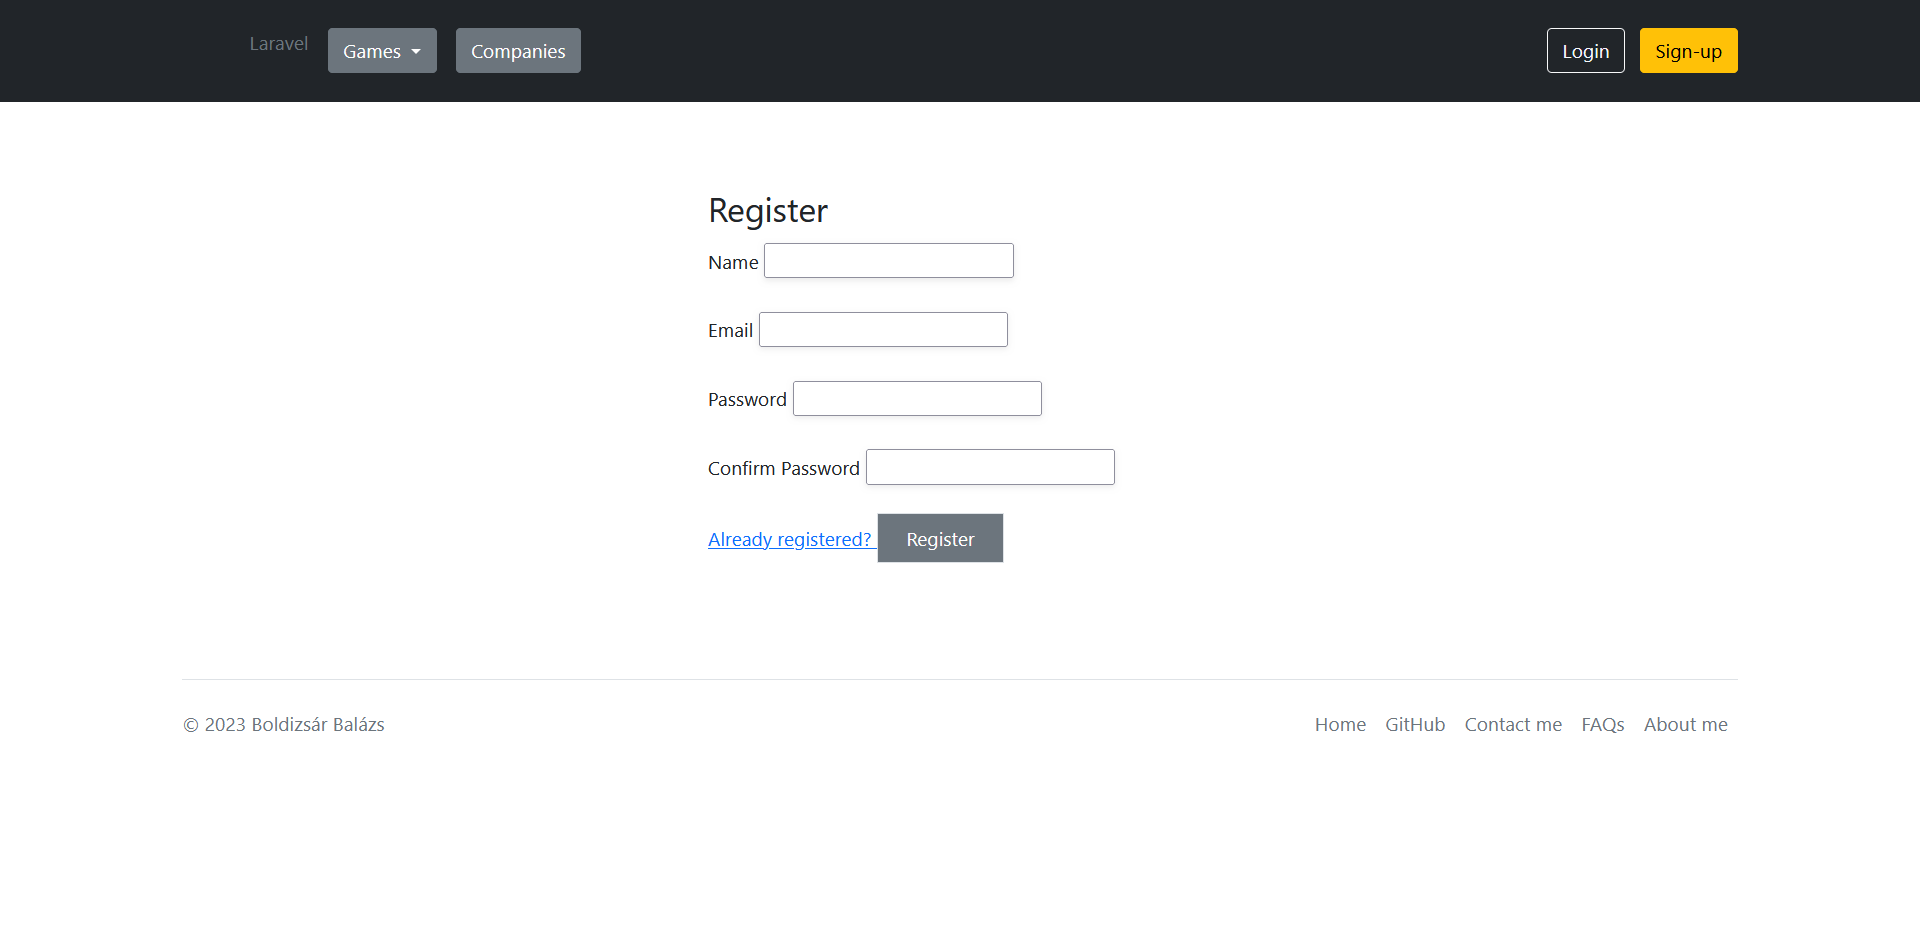 Laravel Games Companies Login Sign-up
Register
Name
Email
Password
Confirm Password
Already registered? Register
© 2023 Boldizsár Balázs Home GitHub Contact me FAQs About me